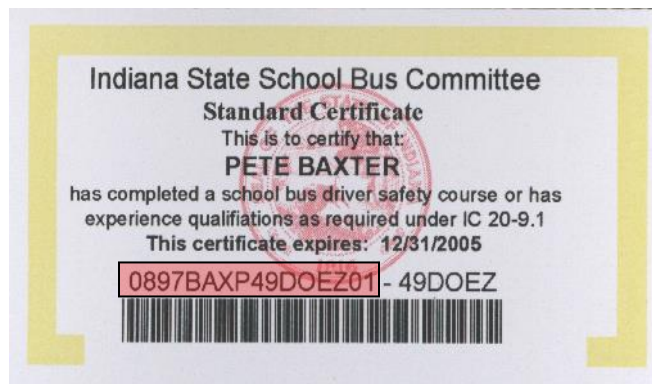 Indiana State School Bus Committee
Standard Certificate
This is to certify that:
PETE BAXTER
has completed a school bus driver safety course or has
experience qualifiations as required under IC 20-9.1
This certificate expires: 12/31/2005
0897BAXP49DOEZ01 - 49DOEZ